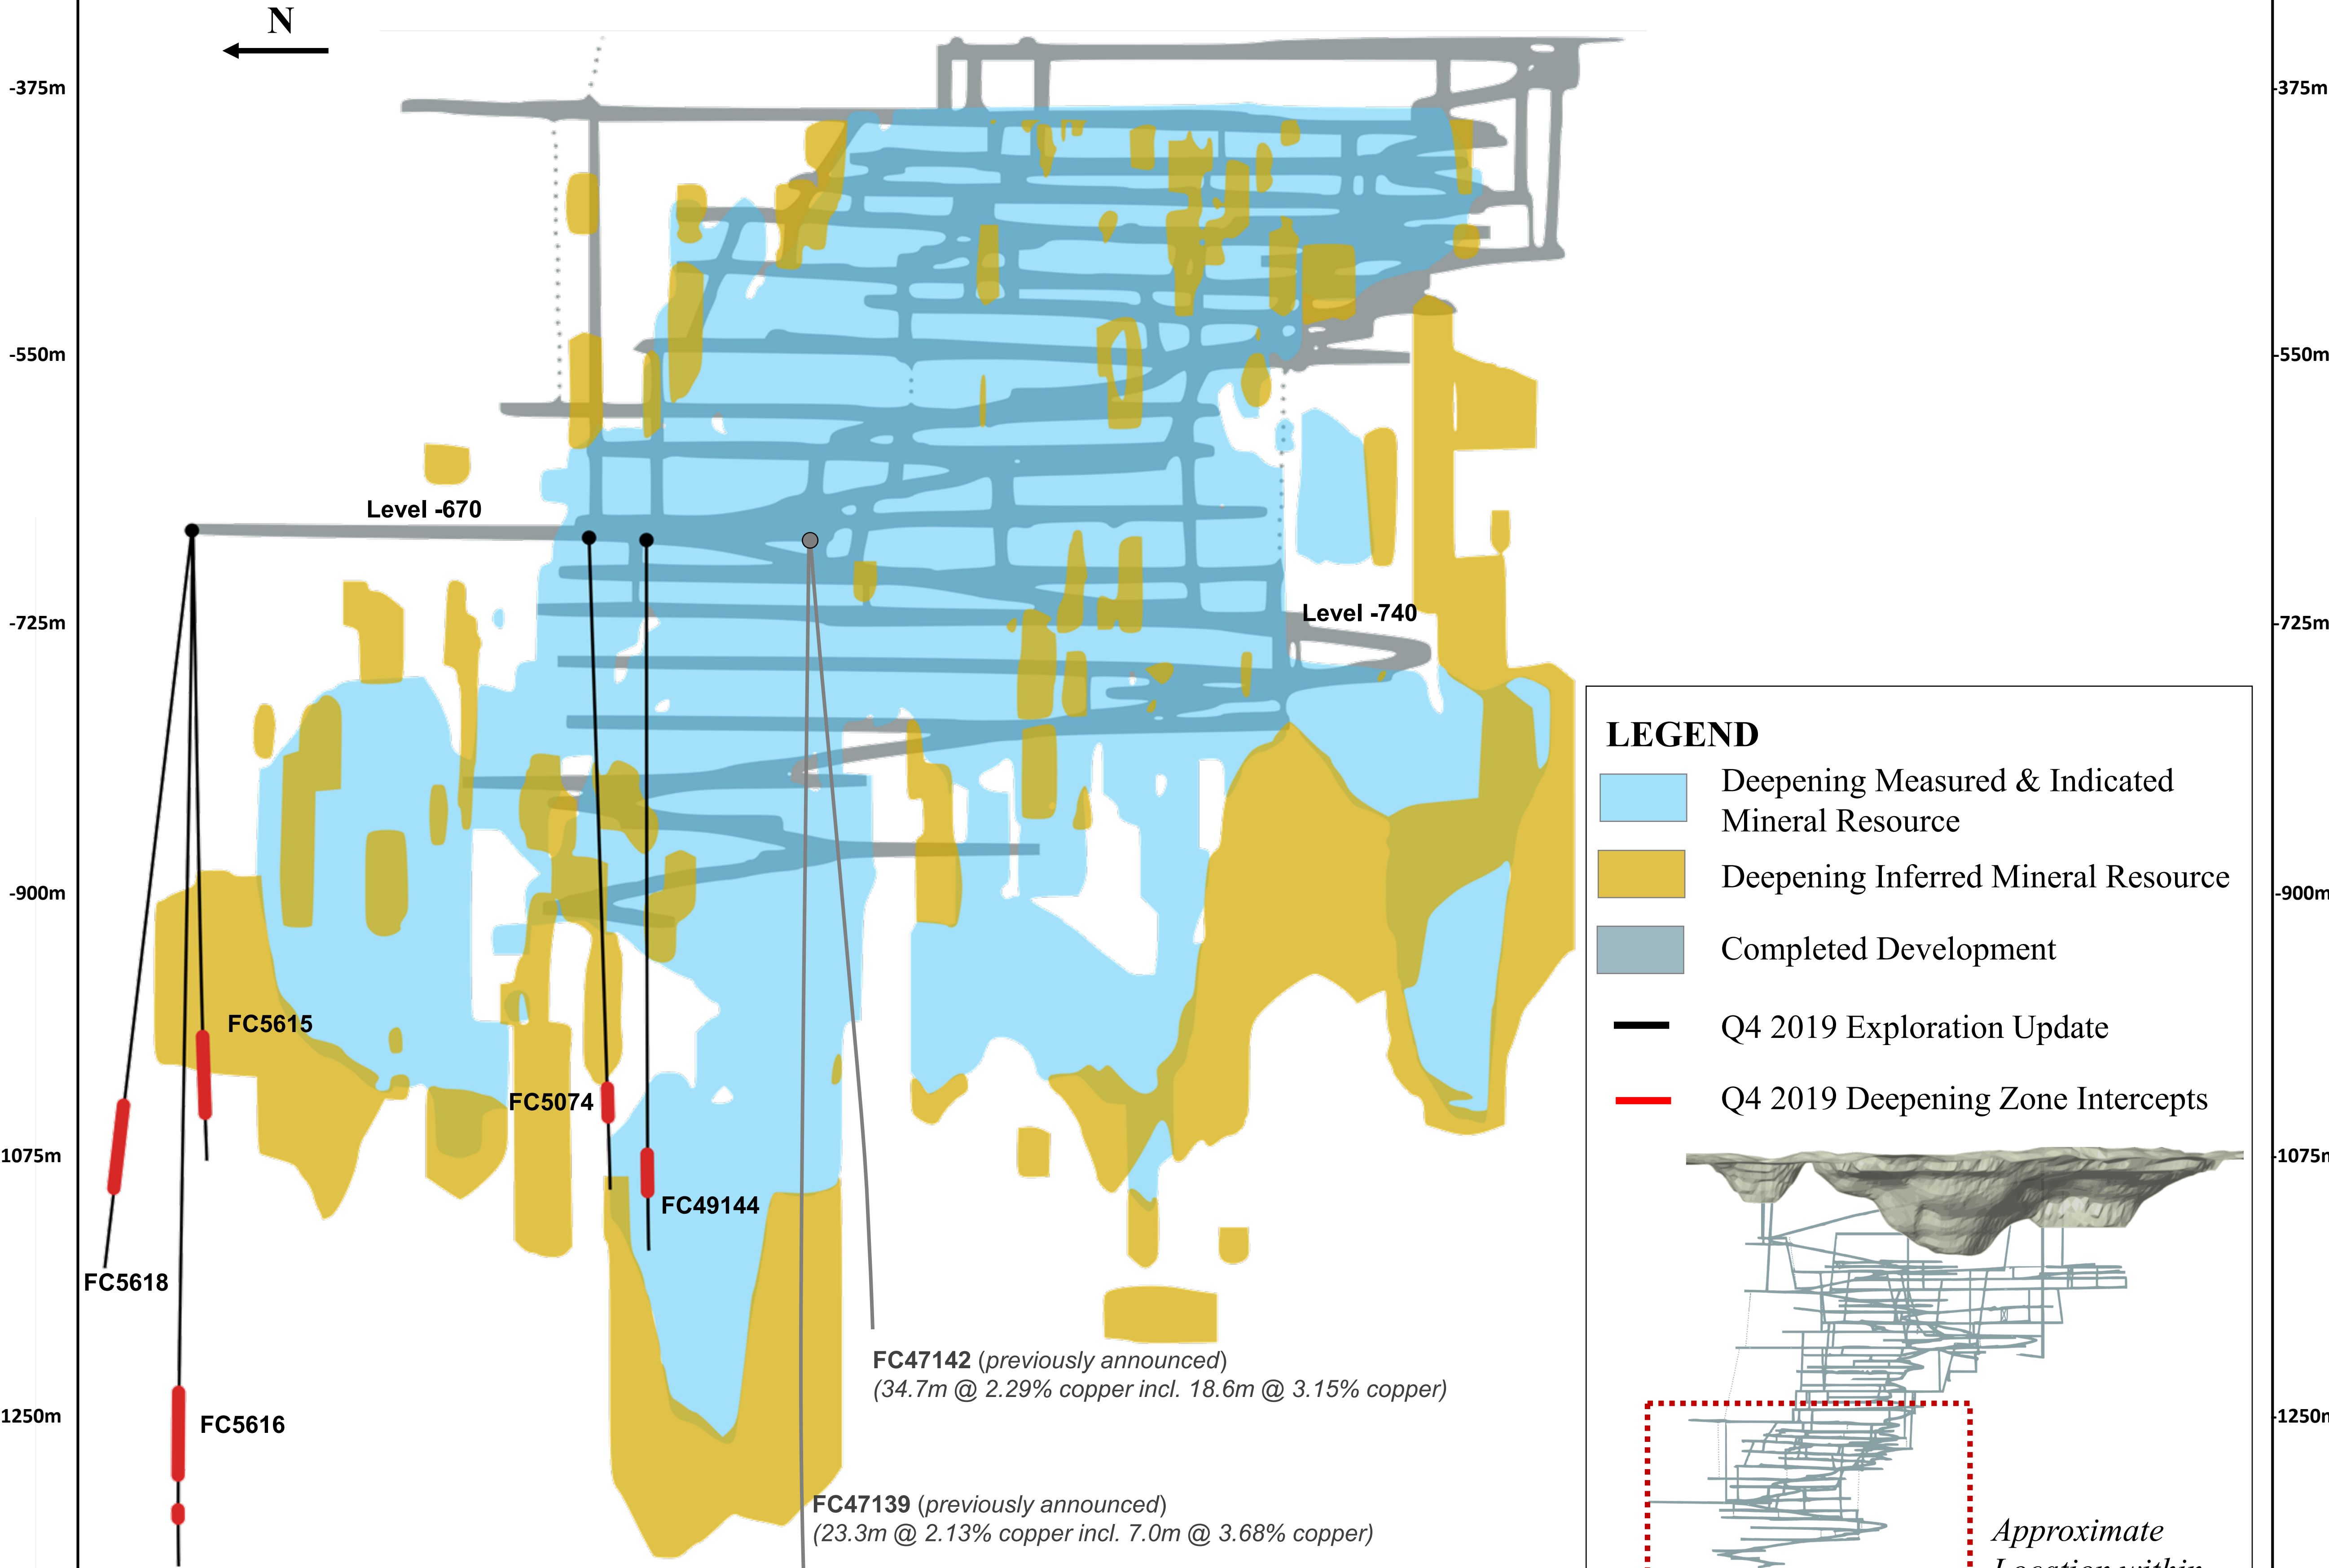 N
-375m
-375m
-550m
-550m
Level -670
-725m
Level -740
-725m
LEGEND
Deepening Measured & Indicated
Mineral Resource
Deepening Inferred Mineral Resource
-900m
-900m
Completed Development
FC5615
Q4 2019 Exploration Update
FC5074
Q4 2019 Deepening Zone Intercepts
1075m
-1075m
FC49144
FC5618
FC47142 (previously announced)
(34.7m @ 2.29% copper incl. 18.6m @ 3.15% copper)
1250m
-1250m
FC5616
FC47139 (previously announced)
(23.3m @ 2.13% copper incl. 7.0m @ 3.68% copper)
Approximate
Location within